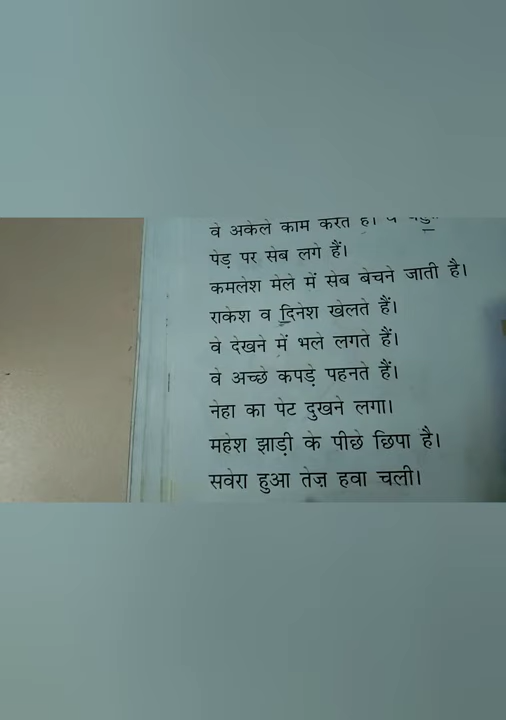 वे अकेले काम करते हैं।
पेड़ पर सेब लगे हैं।
कमलेश मेले में सेब बेचने जाती है।
राकेश व दिनेश खेलते हैं।
वे देखने में भले लगते हैं।
वे अच्छे कपड़े पहनते हैं।
नेहा का पेट दुखने लगा।
महेश झाड़ी के पीछे छिपा है।
सवेरा हुआ तेज़ हवा चली।